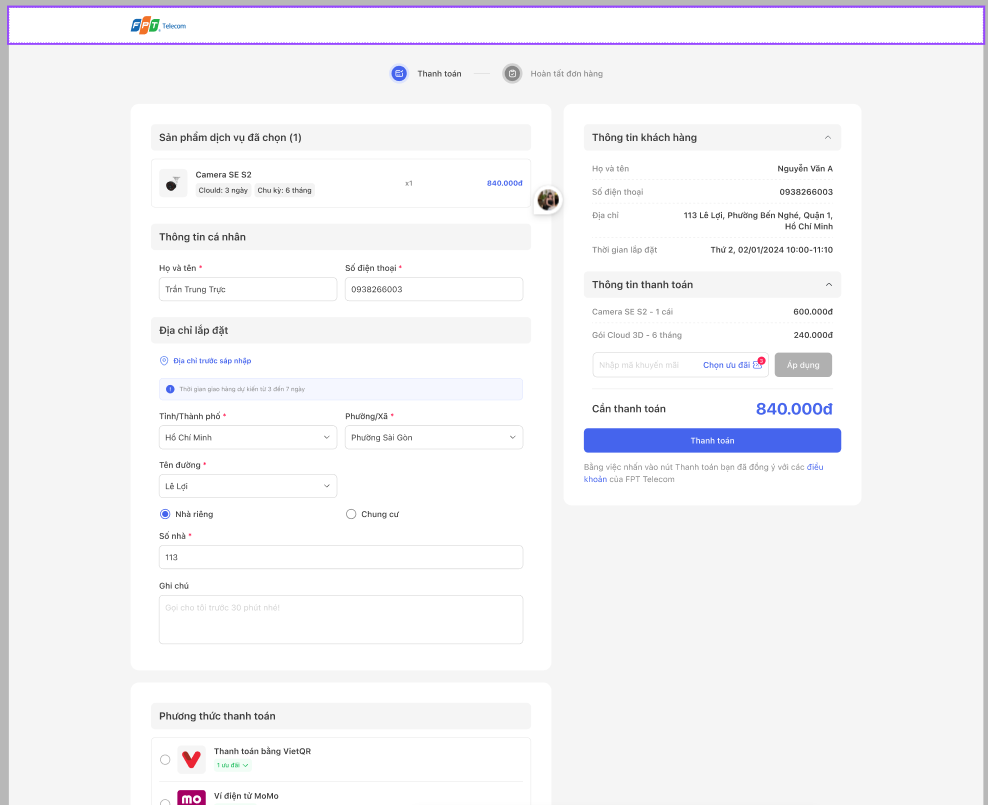 FPT Telecom
Thanh toán
Hoàn tất đơn hàng
Sản phẩm dịch vụ đã chọn (1)
Camera SE S2
Clould: 3 ngày
Chu kỳ: 6 tháng
x1
840.000đ
Thông tin cá nhân
Họ và tên *
Số điện thoại *
Trần Trung Trực
0938266003
Địa chỉ lắp đặt
Địa chỉ trước sáp nhập
Thời gian giao hàng dự kiến từ 3 đến 7 ngày
Tỉnh/Thành phố *
Phường/Xã *
Hồ Chí Minh
Phường Sài Gòn
Tên đường *
Lê Lợi
Nhà riêng
Chung cư
Số nhà *
113
Ghi chú
Gọi cho tôi trước 30 phút nhé!
Phương thức thanh toán
Thanh toán bằng VietQR
1 ưu đãi
mo
Ví điện tử MoMo
Thông tin khách hàng
Họ và tên
Nguyễn Văn A
Số điện thoại
0938266003
Địa chỉ
113 Lê Lợi, Phường Bến Nghé, Quận 1,
Hồ Chí Minh
Thời gian lắp đặt
Thứ 2, 02/01/2024 10:00-11:10
Thông tin thanh toán
Camera SE S2 - 1 cái
600.000đ
Gói Cloud 3D - 6 tháng
240.000đ
Nhập mã khuyến mãi
Chọn ưu đãi
3
Áp dụng
Cần thanh toán
840.000đ
Thanh toán
Bằng việc nhấn vào nút Thanh toán bạn đã đồng ý với các điều
khoản của FPT Telecom